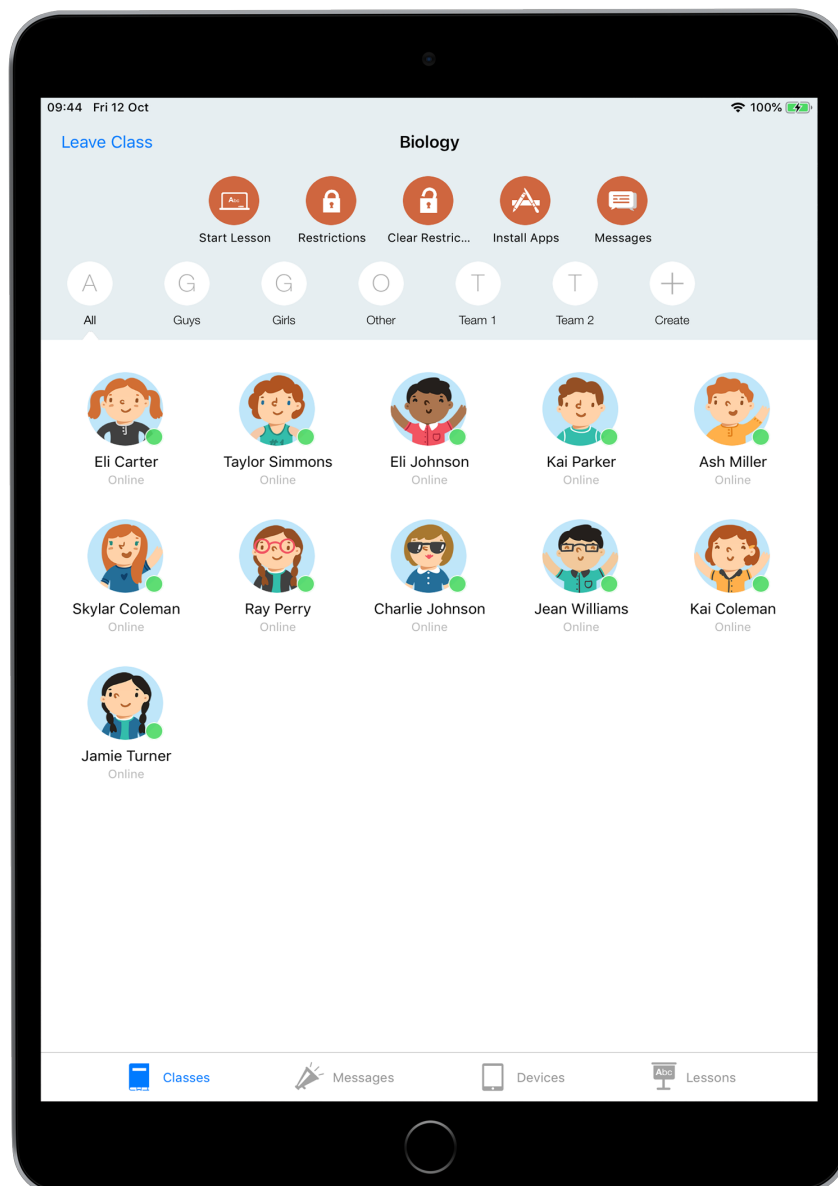 09:44 Fri 12 Oct 100%
Leave Class Biology
Abc
Start Lesson Restrictions Clear Restric... Install Apps Messages
A G G O T T
All Guys Girls Other Team 1 Team 2 Create
Eli Carter Taylor Simmons Eli Johnson Kai Parker Ash Miller
Online Online Online Online Online
Skylar Coleman Ray Perry Charlie Johnson Jean Williams Kai Coleman
Online Online Online Online Online
Jamie Turner
Online
Classes Messages Devices Abc Lessons